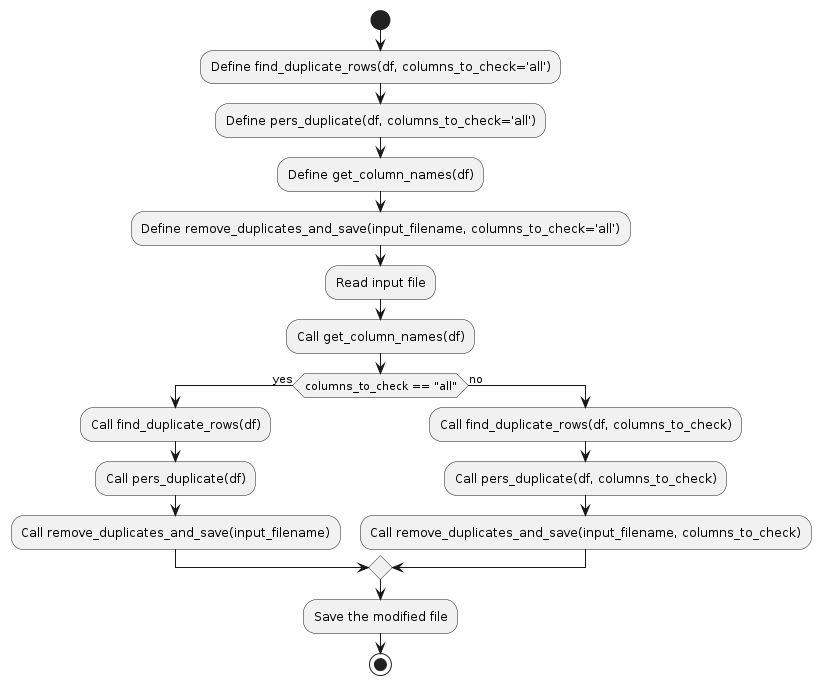 Define find_duplicate_rows(df, columns_to_check='all')
Define pers_duplicate(df, columns_to_check='all')
Define get_column_names(df)
Define remove_duplicates_and_save(input_filename, columns_to_check='all')
Read input file
Call get_column_names(df)
yes
columns_to_check == "all"
no
Call find_duplicate_rows(df)
Call pers_duplicate(df)
Call remove_duplicates_and_save(input_filename)
Call find_duplicate_rows(df, columns_to_check)
Call pers_duplicate(df, columns_to_check)
Call remove_duplicates_and_save(input_filename, columns_to_check)
Save the modified file